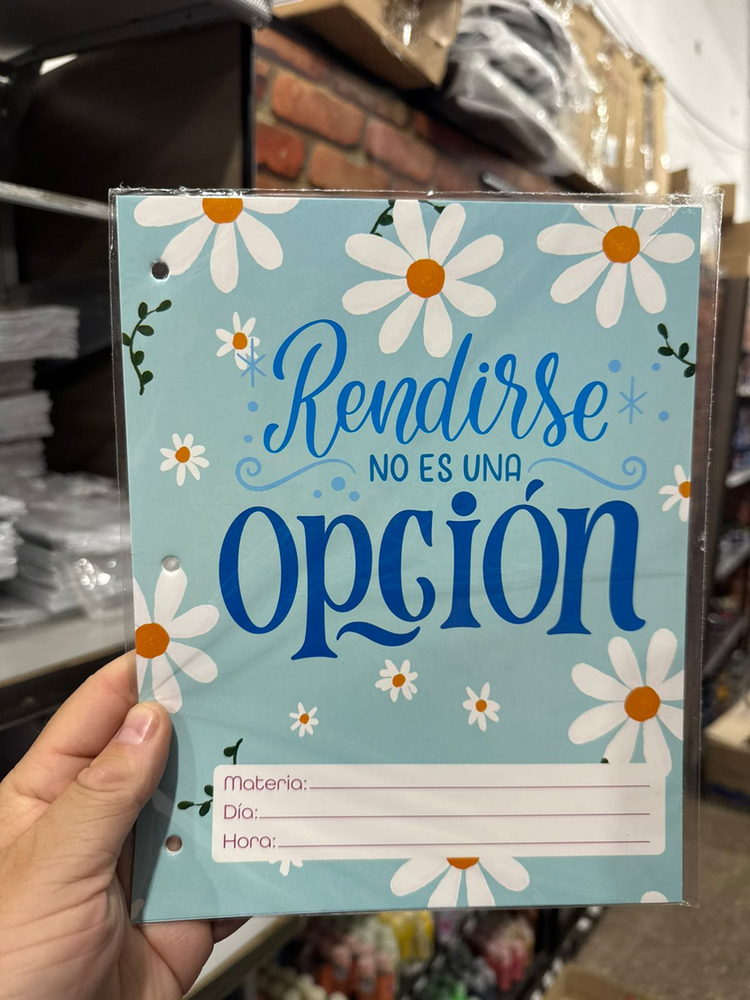 Rendirse
NO ES UNA
opción
Materia:
Día:
Hora: